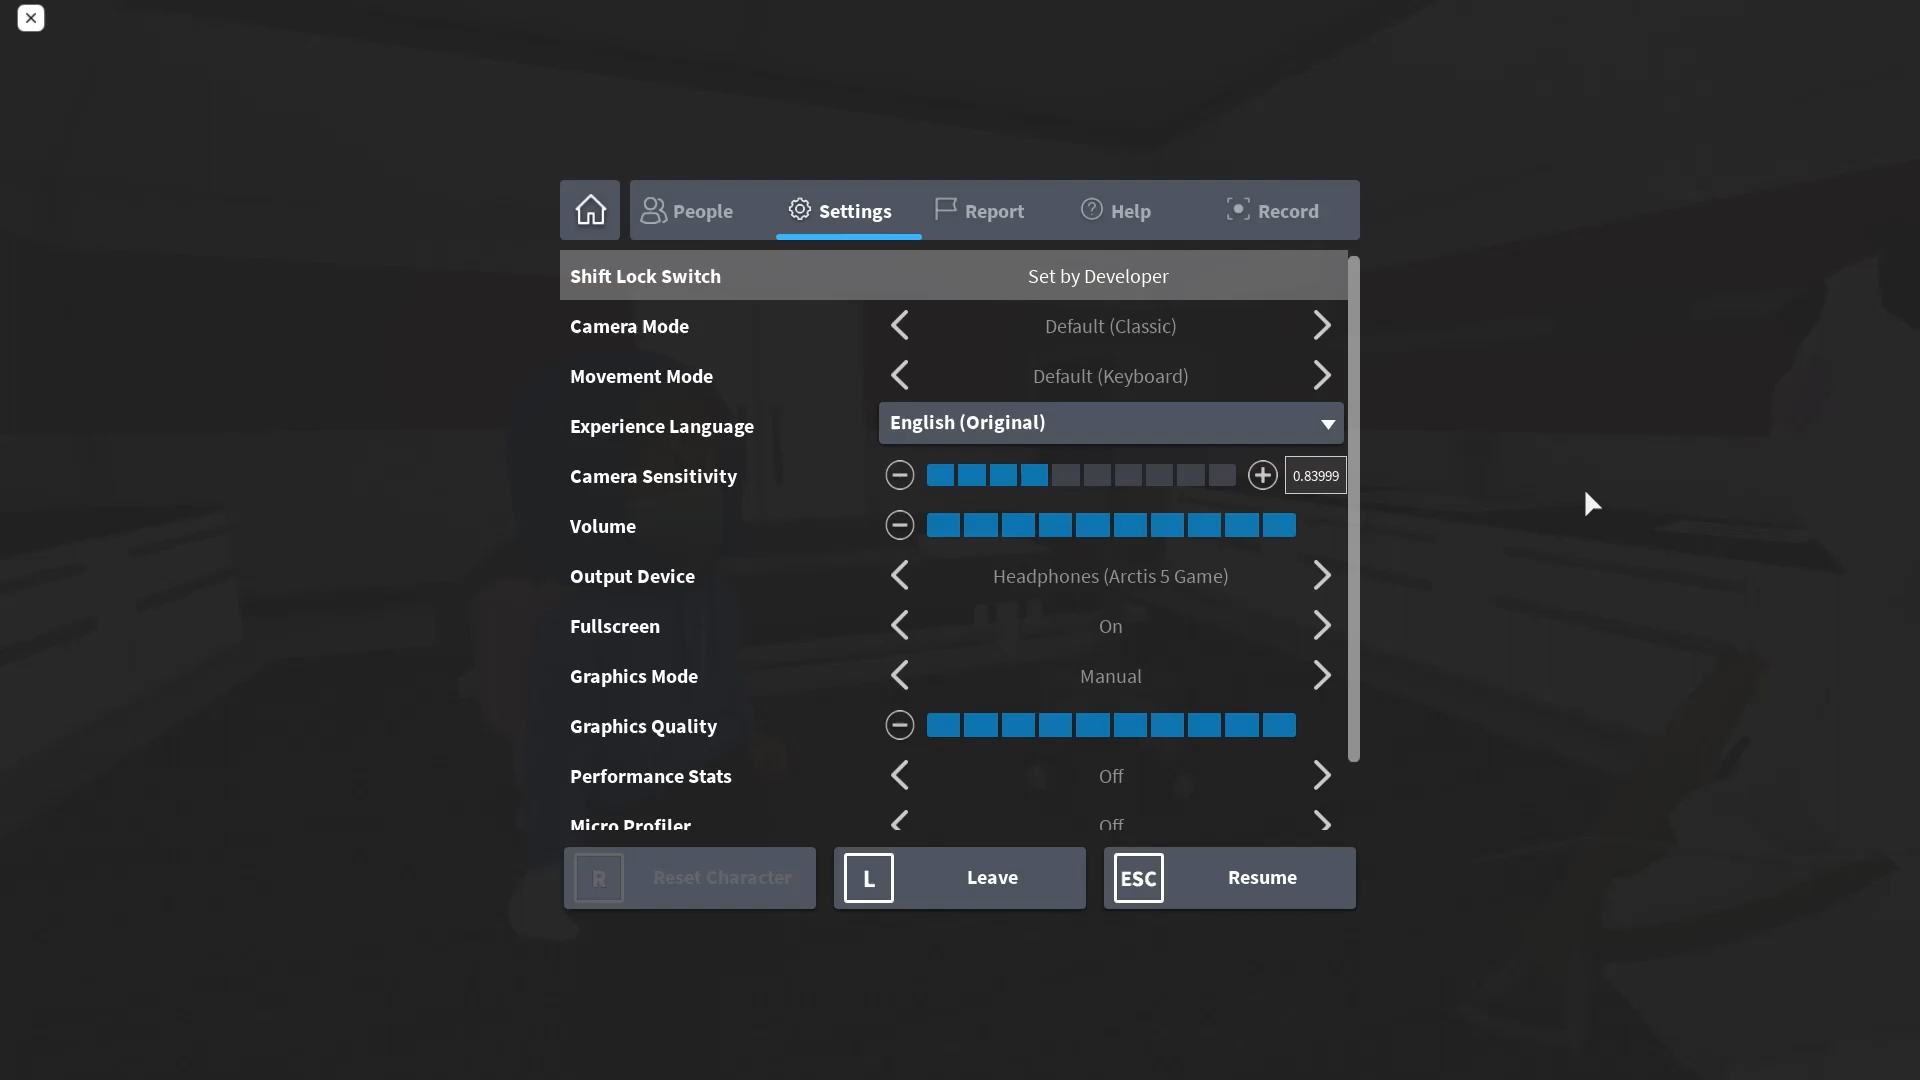 People Settings Report Help Record
Shift Lock Switch Set by Developer
Camera Mode Default (Classic)
Movement Mode Default (Keyboard)
Experience Language English (Original)
Camera Sensitivity 0.83999
Volume
Output Device Headphones (Arctis 5 Game)
Fullscreen On
Graphics Mode Manual
Graphics Quality
Performance Stats Off
Micro Profiler Off
R Reset Character L Leave ESC Resume